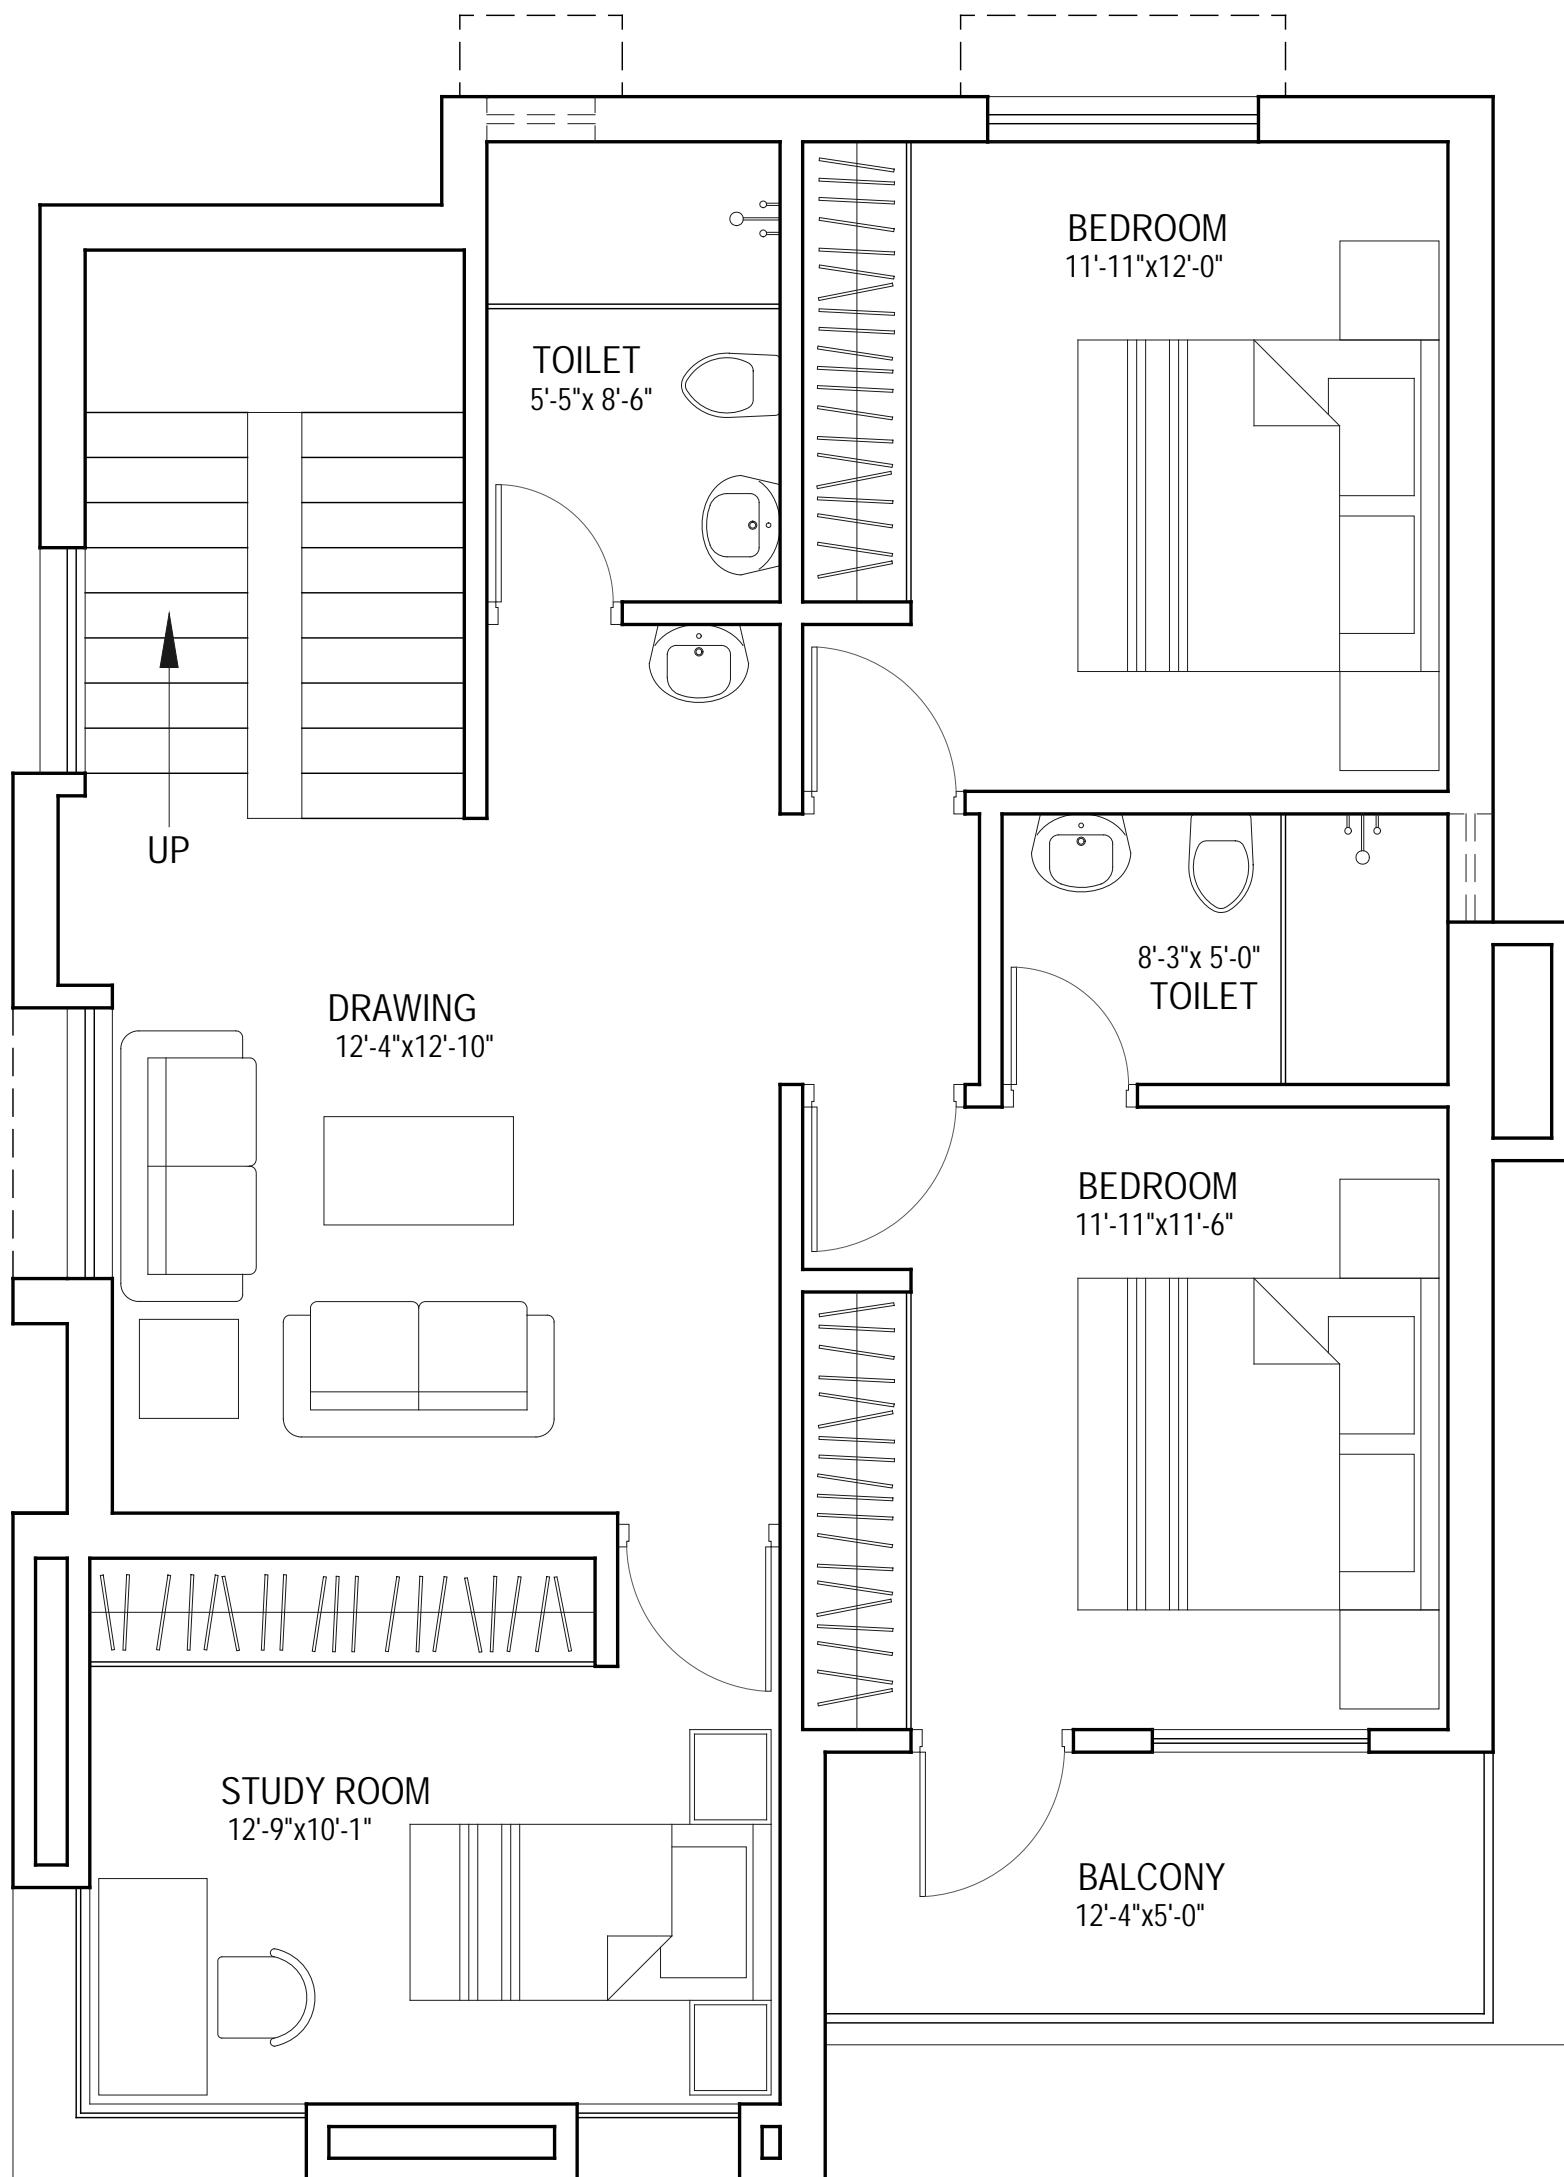 BEDROOM
11'-11"x12'-0"
TOILET
5'-5"x 8'-6"
UP
8'-3"x 5'-0"
TOILET
DRAWING
12'-4"x12'-10"
BEDROOM
11'-11"x11'-6"
STUDY ROOM
12'-9"x10'-1"
BALCONY
12'-4"x5'-0"